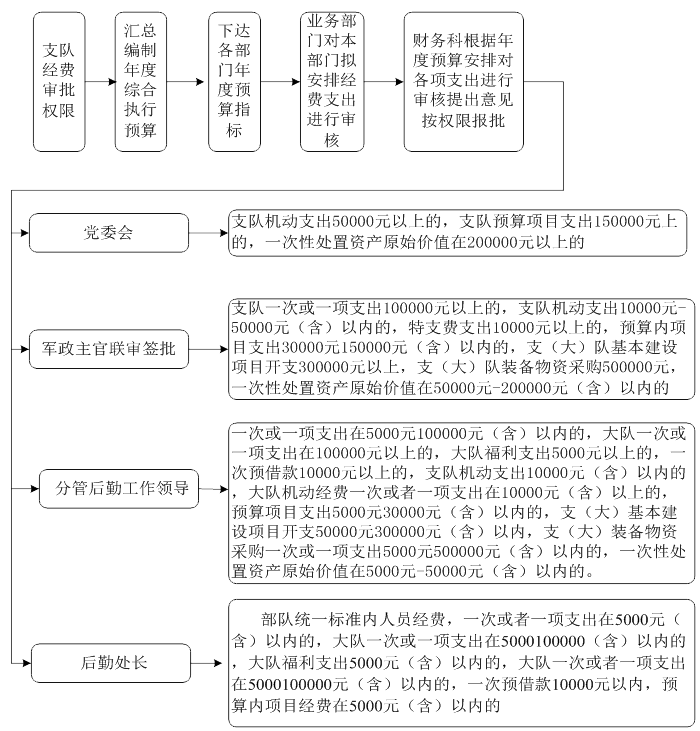 支队
经费
审批
权限
汇总
编制
年度
综合
执行
预算
下达
各部
门年
度预
算指
标
业务部
门对本
部门拟
安排经
费支出
进行审
核
财务科根据年
度预算安排对
各项支出进行
审核提出意见
按权限报批
党委会
支队机动支出50000元以上的，支队预算项目支出150000元上
的，一次性处置资产原始价值在200000元以上的
军政主官联审签批
支队一次或一项支出100000元以上的，支队机动支出10000元-
50000元（含）以内的，特支费支出10000元以上的，预算内项
目支出30000元150000元（含）以内的，支（大）队基本建设
项目开支300000元以上，支（大）队装备物资采购500000元，
一次性处置资产原始价值在50000元-200000元（含）以内的
分管后勤工作领导
一次或一项支出在5000元100000元（含）以内的，大队一次或
一项支出在100000元以上的，大队福利支出5000元以上的，一
次预借款10000元以上的，支队机动支出10000元（含）以内的
，大队机动经费一次或者一项支出在10000元（含）以上的，
预算项目支出5000元30000元（含）以内的，支（大）基本建
设项目开支50000元300000元（含）以内，支（大）装备物资
采购一次或一项支出5000元500000元（含）以内的，一次性处
置资产原始价值在5000元-50000元（含）以内的。
后勤处长
部队统一标准内人员经费，一次或者一项支出在5000元（
含）以内的，大队一次或一项支出在5000100000（含）以内的
，大队福利支出5000元（含）以内的，大队一次或者一项支出
在5000100000元（含）以内的，一次预借款10000元以内，预
算内项目经费在5000元（含）以内的